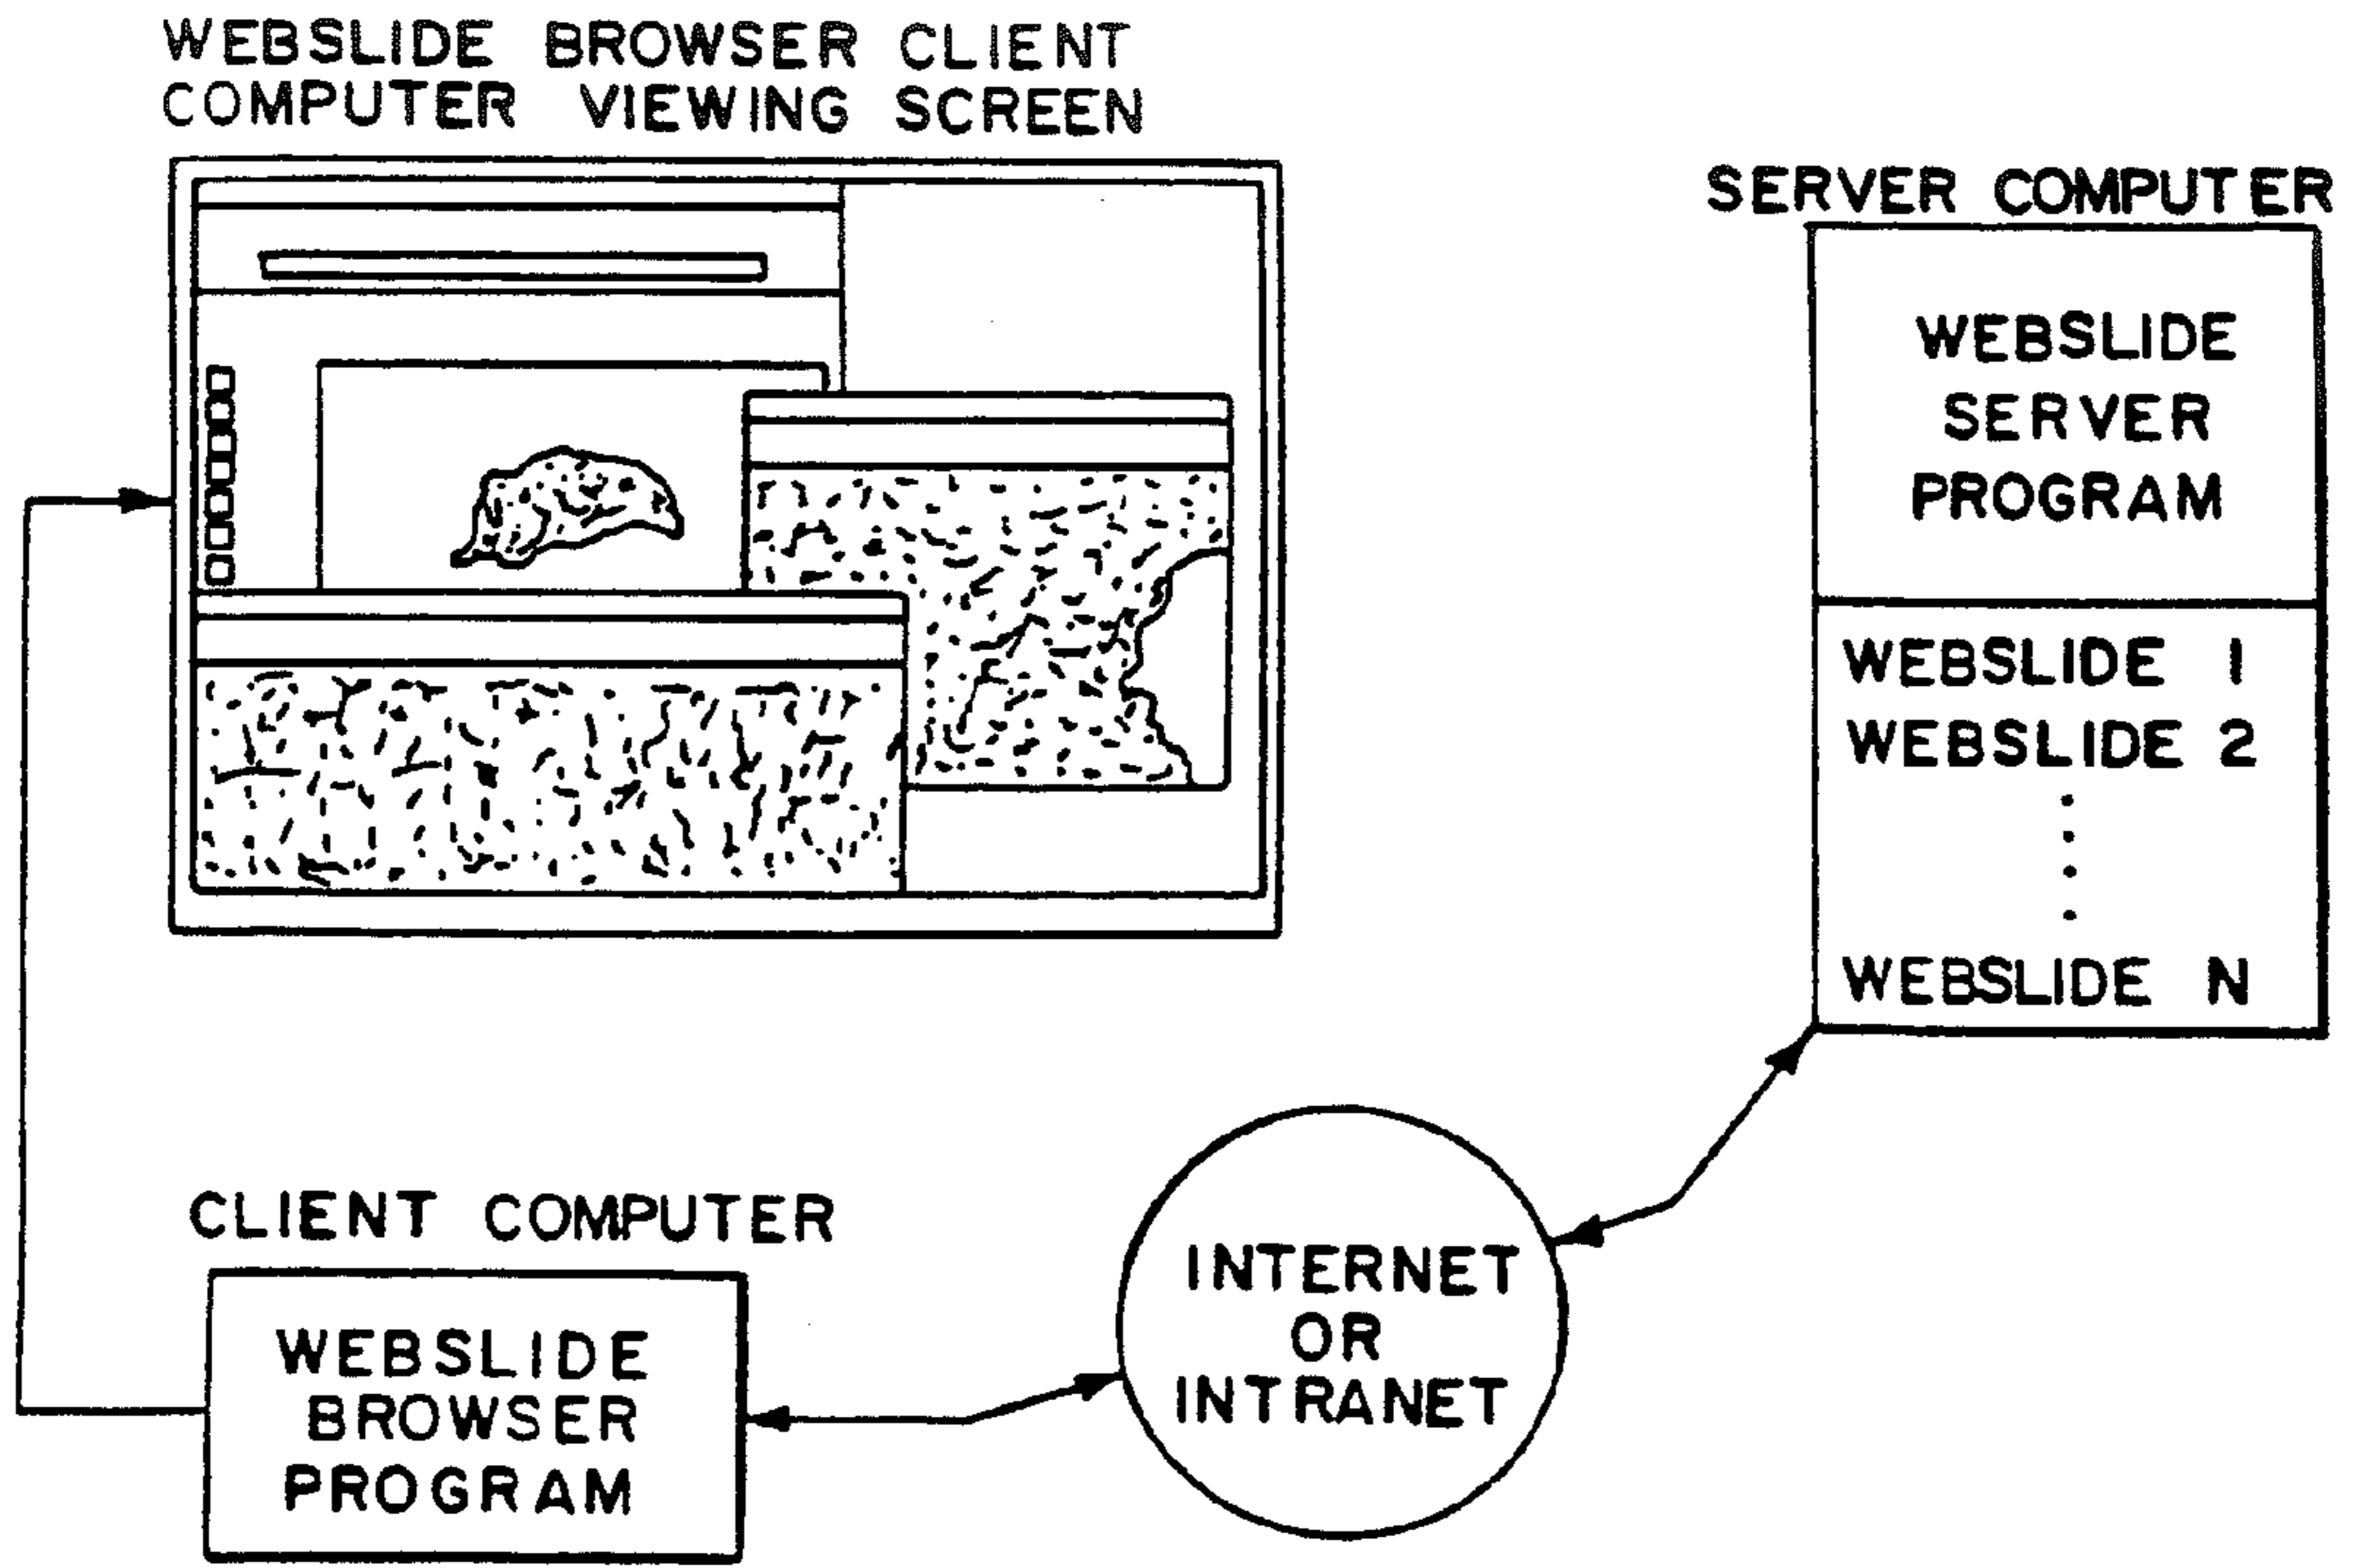 WEBSLIDE BROWSER CLIENT
COMPUTER VIEWING SCREEN
SERVER COMPUTER
WEBSLIDE
SERVER
PROGRAM
WEBSLIDE 1
WEBSLIDE 2
WEBSLIDE N
CLIENT COMPUTER
WEBSLIDE
BROWSER
PROGRAM
INTERNET
OR
INTRANET